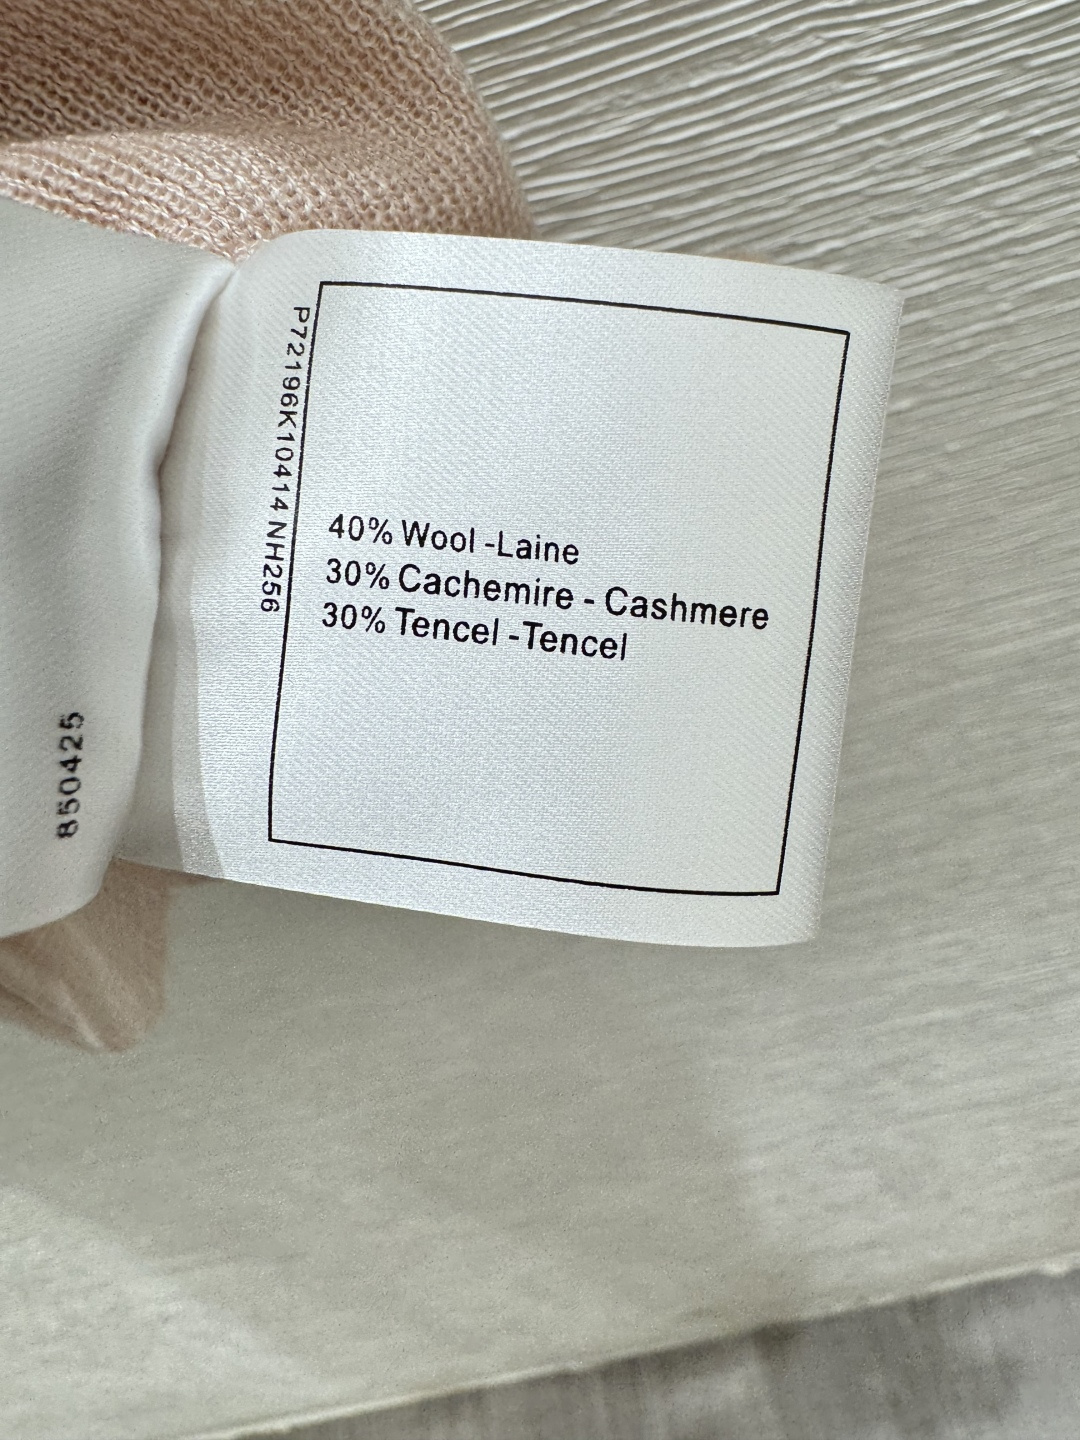 P72196K10414 NH256
40% Wool -Laine
30% Cachemire - Cashmere
30% Tencel -Tencel
850425